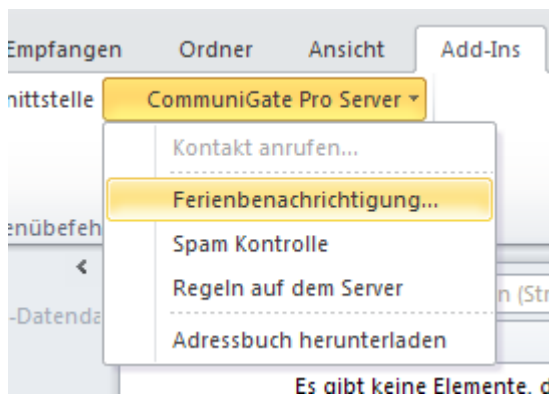 Empfangen Ordner Ansicht Add-Ins
nittstelle CommuniGate Pro Server
Kontakt anrufen...
Ferienbenachrichtigung...
enübefeh
Spam Kontrolle
Regeln auf dem Server
n (Str
-Datenda
Adressbuch herunterladen
Es gibt keine Elemente, d